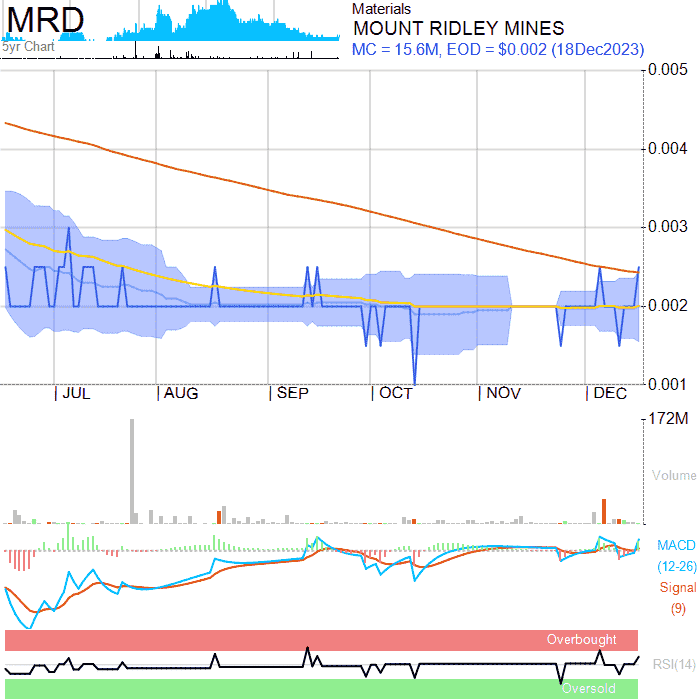 MRD
5yr Chart
Materials
MOUNT RIDLEY MINES
MC = 15.6M, EOD = $0.002 (18Dec2023)
0.005
0.004
0.003
0.002
0.001
JUL AUG SEP OCT NOV DEC
172M
Volume
MACD
(12-26)
Signal
(9)
Overbought
RSI(14)
Oversold